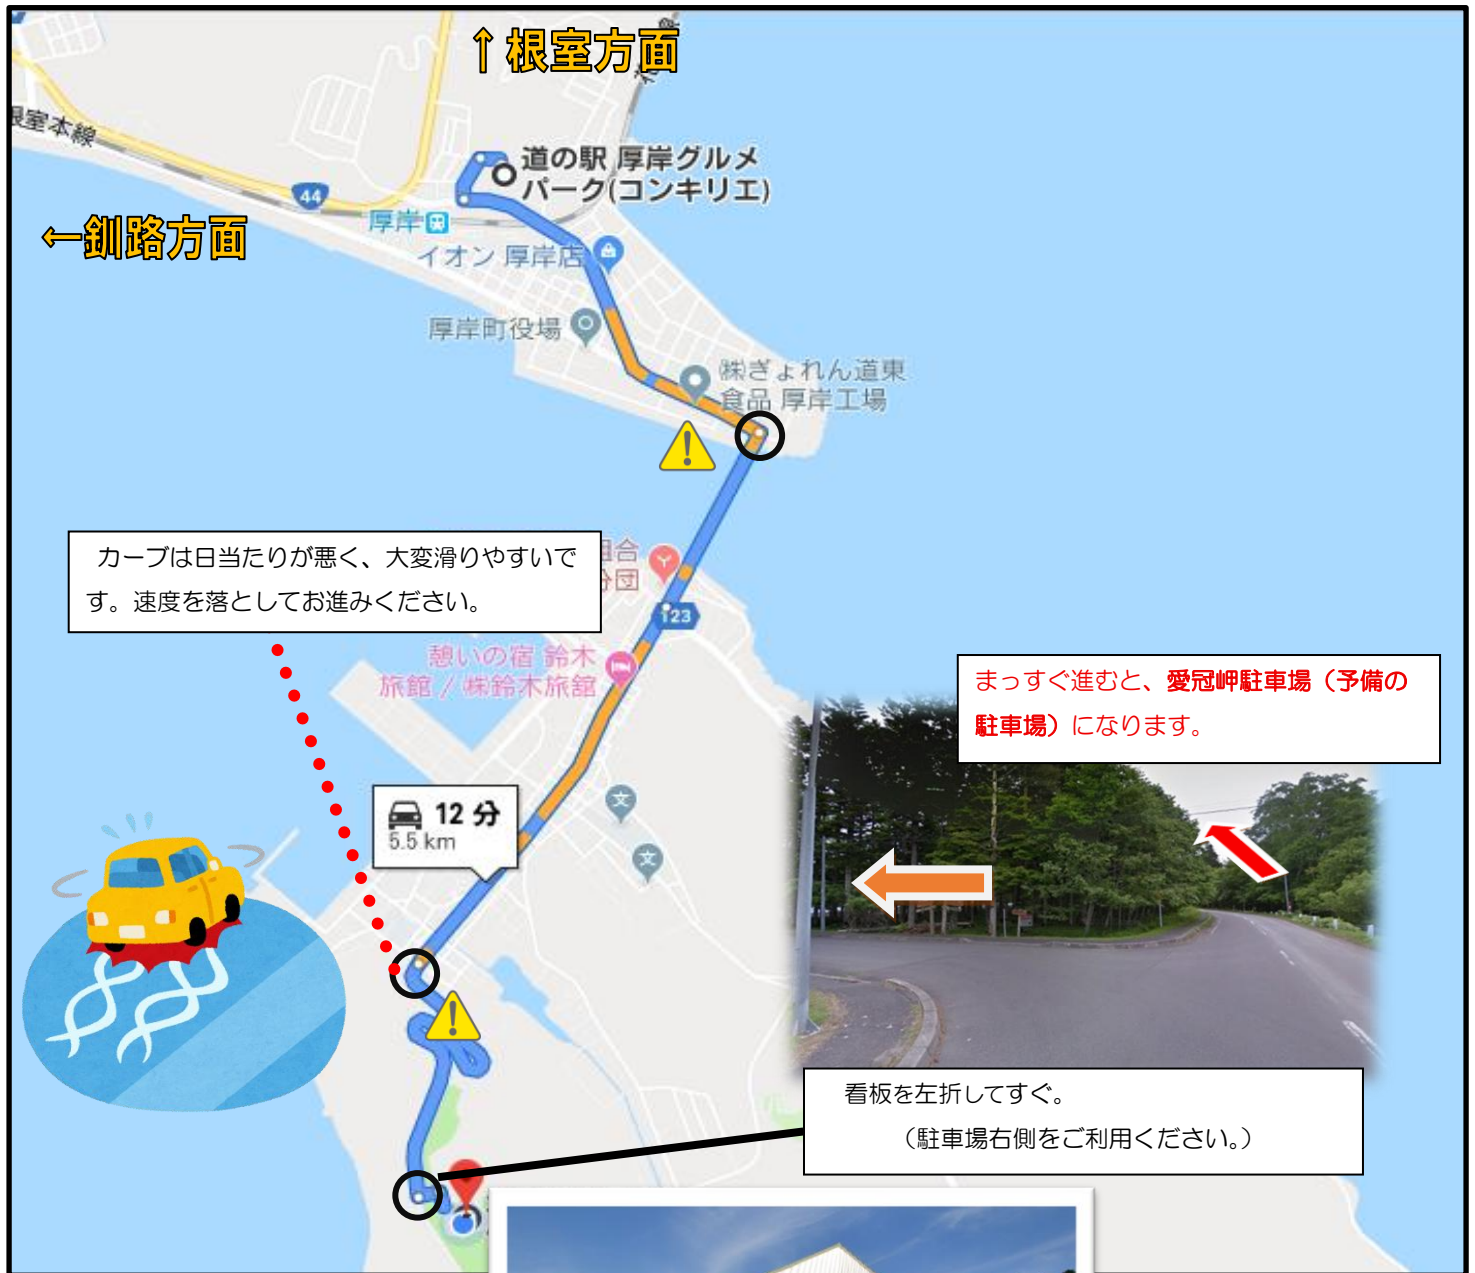 ↑根室方面
根室本線
道の駅 厚岸グルメ
パーク(コンキリエ)
44
厚岸
←釧路方面
イオン 厚岸店
厚岸町役場
㈱ぎょれん道東
食品 厚岸工場
カーブは日当たりが悪く、大変滑りやすいで
す。速度を落としてお進みください。
組合
分団
123
憩いの宿 鈴木
旅館 / ㈱鈴木旅館
まっすぐ進むと、愛冠岬駐車場（予備の
駐車場）になります。
文
12 分
5.5 km
文
看板を左折してすぐ。
（駐車場右側をご利用ください。）